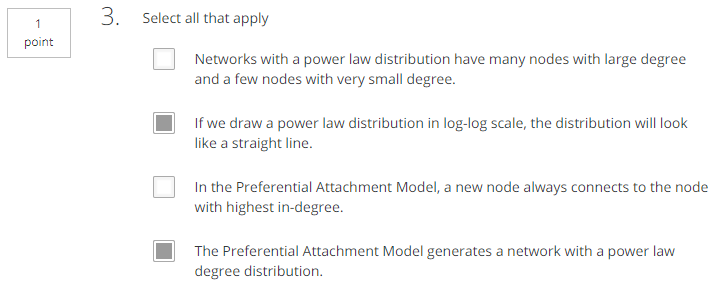 1
point
3.
Select all that apply
Networks with a power law distribution have many nodes with large degree
and a few nodes with very small degree.
If we draw a power law distribution in log-log scale, the distribution will look
like a straight line.
In the Preferential Attachment Model, a new node always connects to the node
with highest in-degree.
The Preferential Attachment Model generates a network with a power law
degree distribution.